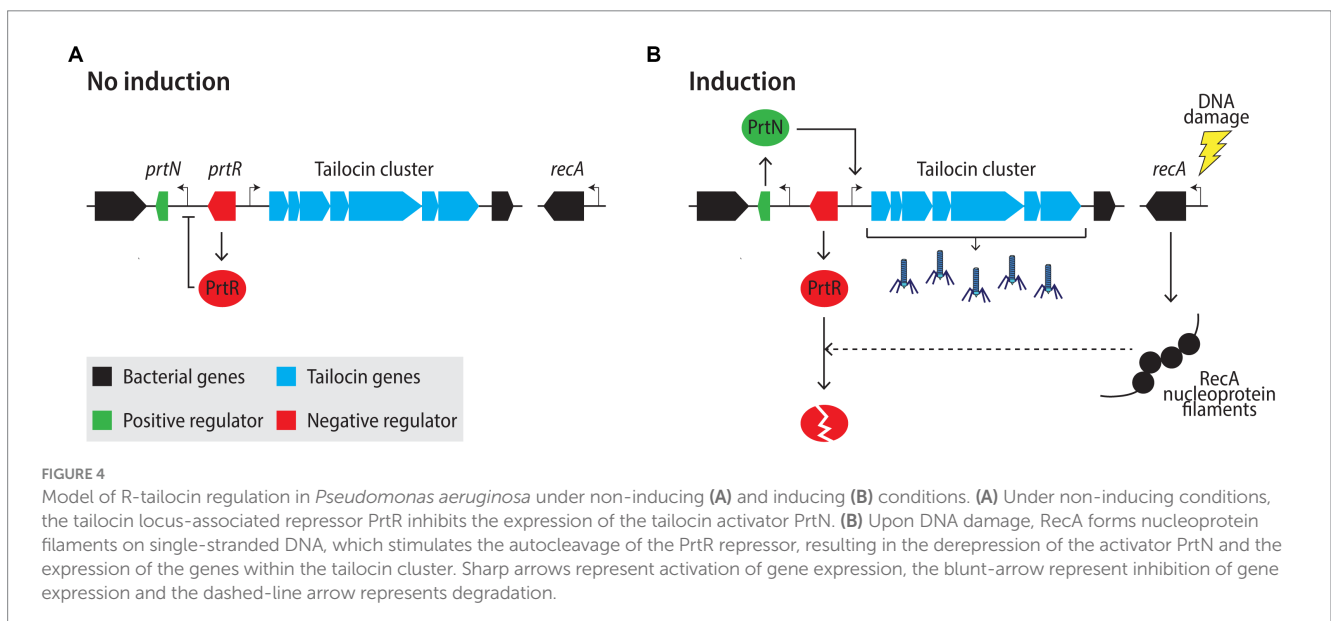 A
No induction
prtN
prtR
Tailocin cluster
recA
PrtR
Bacterial genes
Tailocin genes
Positive regulator
Negative regulator
B
Induction
DNA
damage
PrtN
Tailocin cluster
recA
PrtR
RecA
nucleoprotein
filaments
FIGURE 4
Model of R-tailocin regulation in Pseudomonas aeruginosa under non-inducing (A) and inducing (B) conditions. (A) Under non-inducing conditions,
the tailocin locus-associated repressor PrtR inhibits the expression of the tailocin activator PrtN. (B) Upon DNA damage, RecA forms nucleoprotein
filaments on single-stranded DNA, which stimulates the autocleavage of the PrtR repressor, resulting in the derepression of the activator PrtN and the
expression of the genes within the tailocin cluster. Sharp arrows represent activation of gene expression, the blunt-arrow represent inhibition of gene
expression and the dashed-line arrow represents degradation.